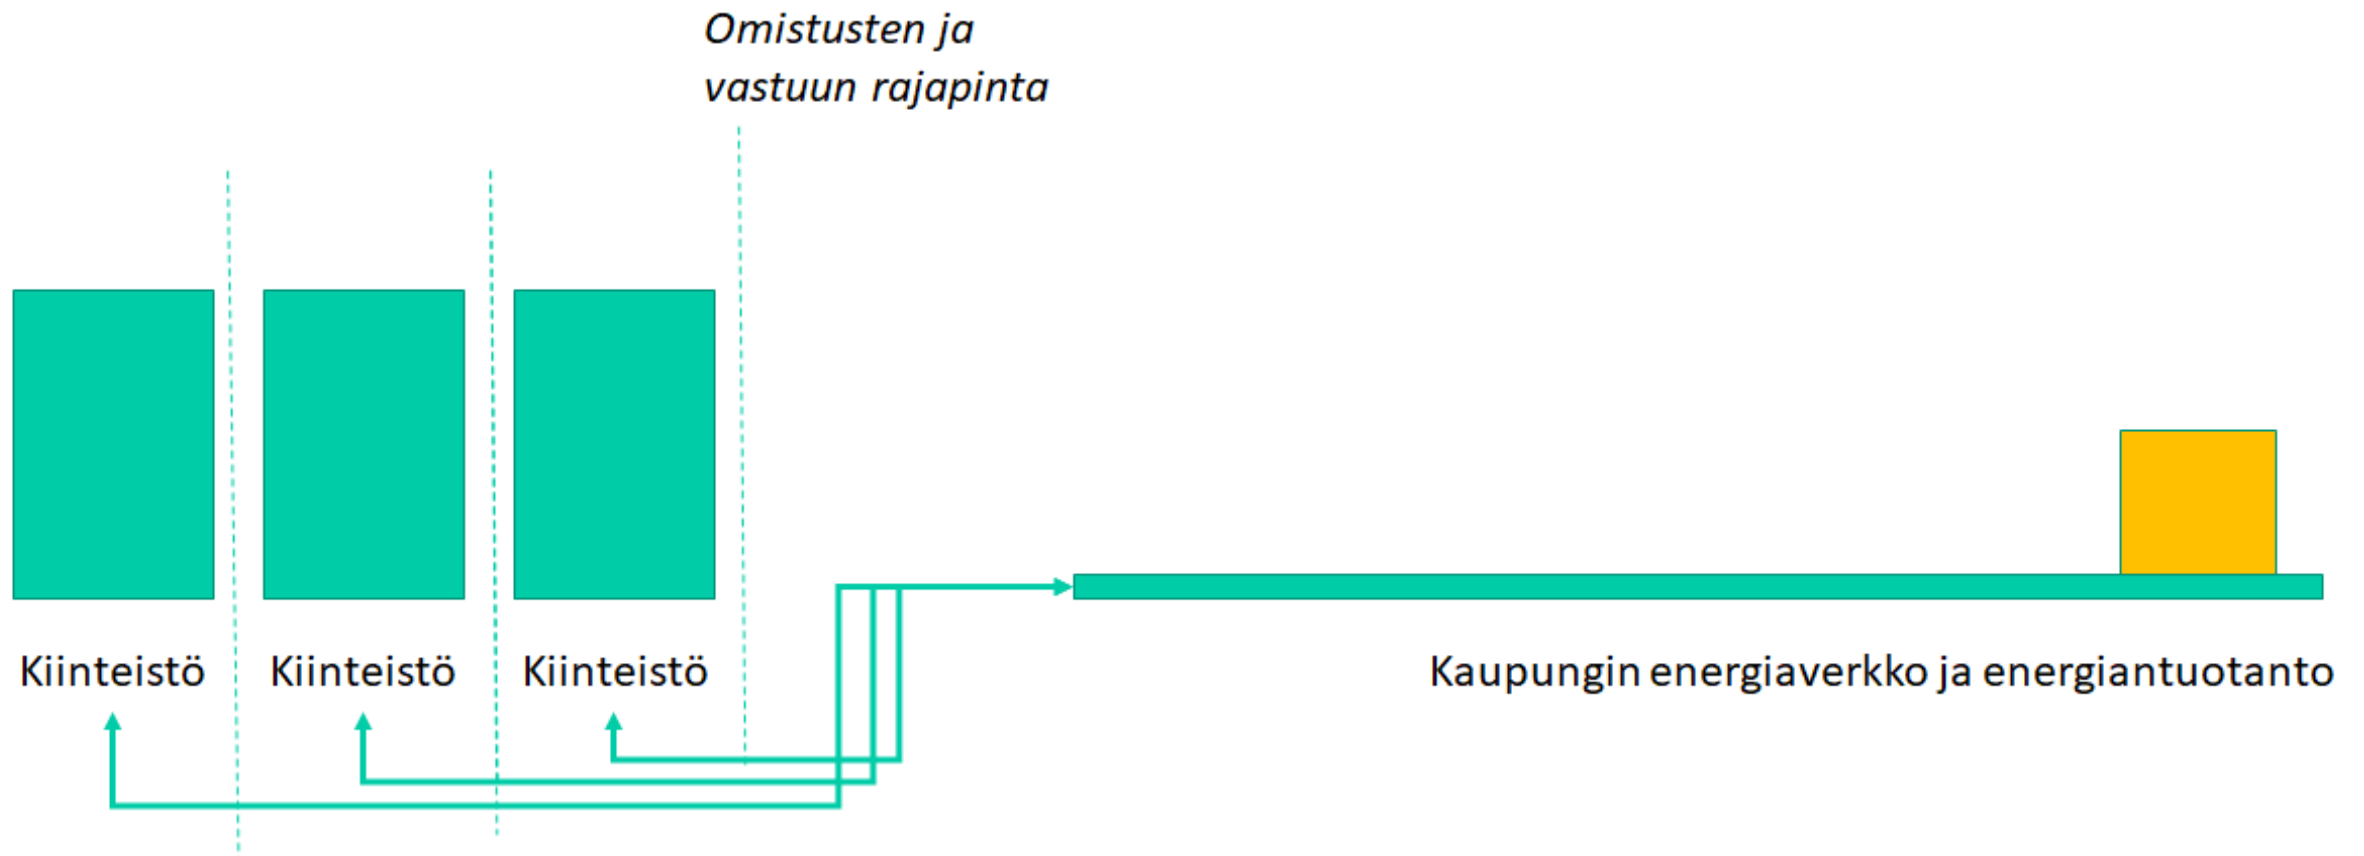 Omistusten ja
vastuun rajapinta
Kiinteistö
Kiinteistö
Kiinteistö
Kaupungin energiaverkko ja energiantuotanto